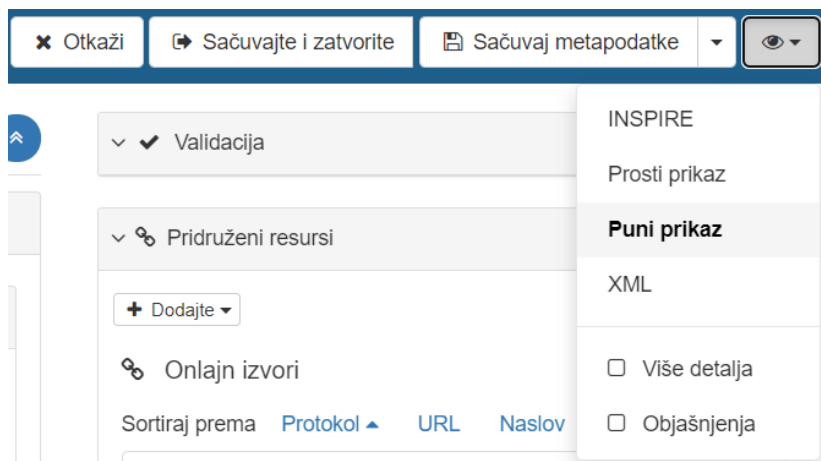 Otkaži
Sačuvajte i zatvorite
Sačuvaj metapodatke
Validacija
Pridruženi resursi
Dodajte
Onlajn izvori
Sortiraj prema Protokol URL Naslov
INSPIRE
Prosti prikaz
Puni prikaz
XML
Više detalja
Objašnjenja